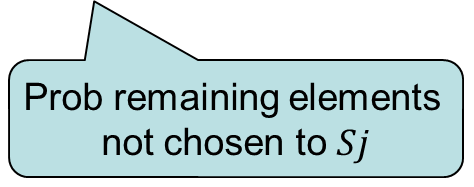 Prob remaining elements
not chosen to Sj